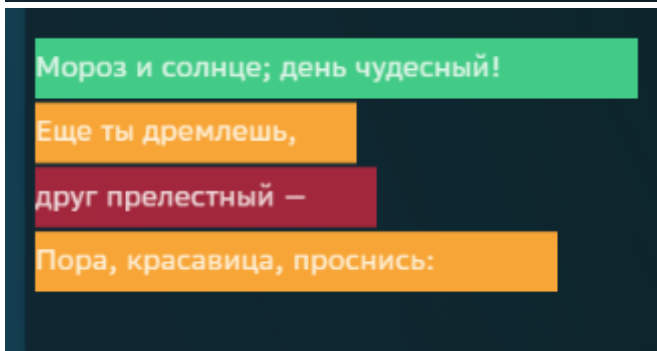 Мороз и солнце; день чудесный!
Еще ты дремлешь,
друг прелестный —
Пора, красавица, проснись: